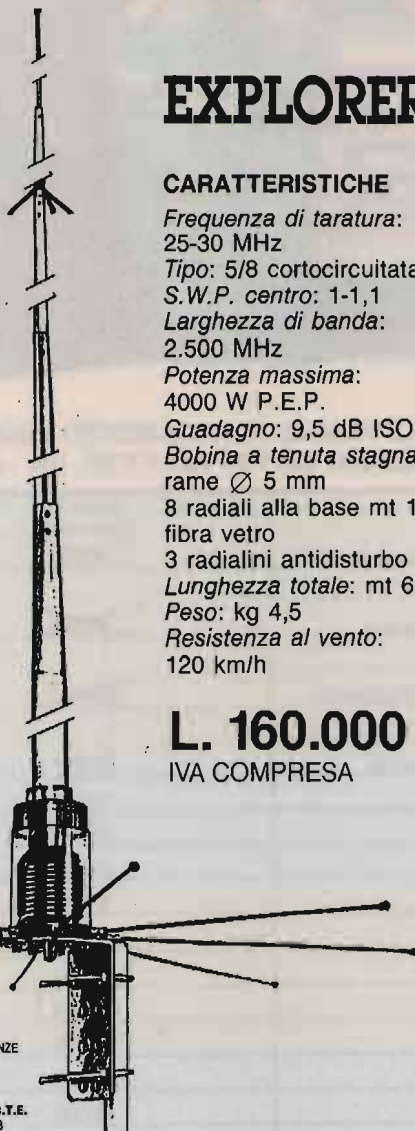 EXPLORER
CARATTERISTICHE
Frequenza di taratura:
25-30 MHz
Tipo: 5/8 cortocircuitata
S.W.P. centro: 1-1,1
Larghezza di banda:
2.500 MHz
Potenza massima:
4000 W P.E.P.
Guadagno: 9,5 dB ISO
Bobina a tenuta stagna
rame ∅ 5 mm
8 radiali alla base mt 1
fibra vetro
3 radialini antidisturbo
Lunghezza totale: mt 6
Peso: kg 4,5
Resistenza al vento:
120 km/h
L. 160.000
IVA COMPRESA
NZE
.T.E.